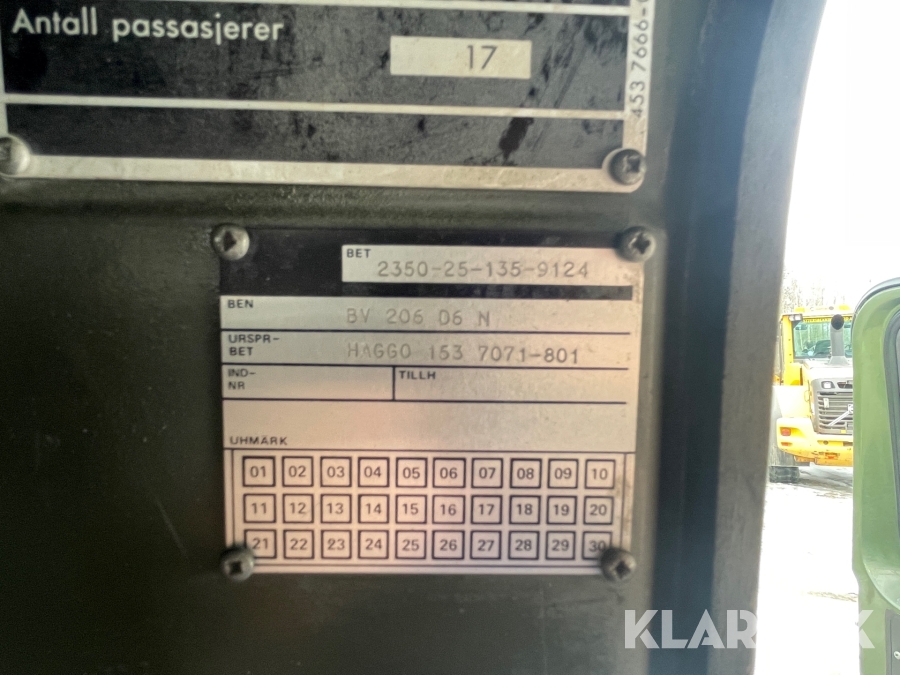 Antall passasjerer
17
453 7666-
BET
2350-25-135-9124
BEN
BV 206 D6 N
URSPR-
BET
HAGGO 153 7071-801
IND-
NR
TILLH
UHMÄRK
01 02 03 04 05 06 07 08 09 10
11 12 13 14 15 16 17 18 19 20
21 22 23 24 25 26 27 28 29 30